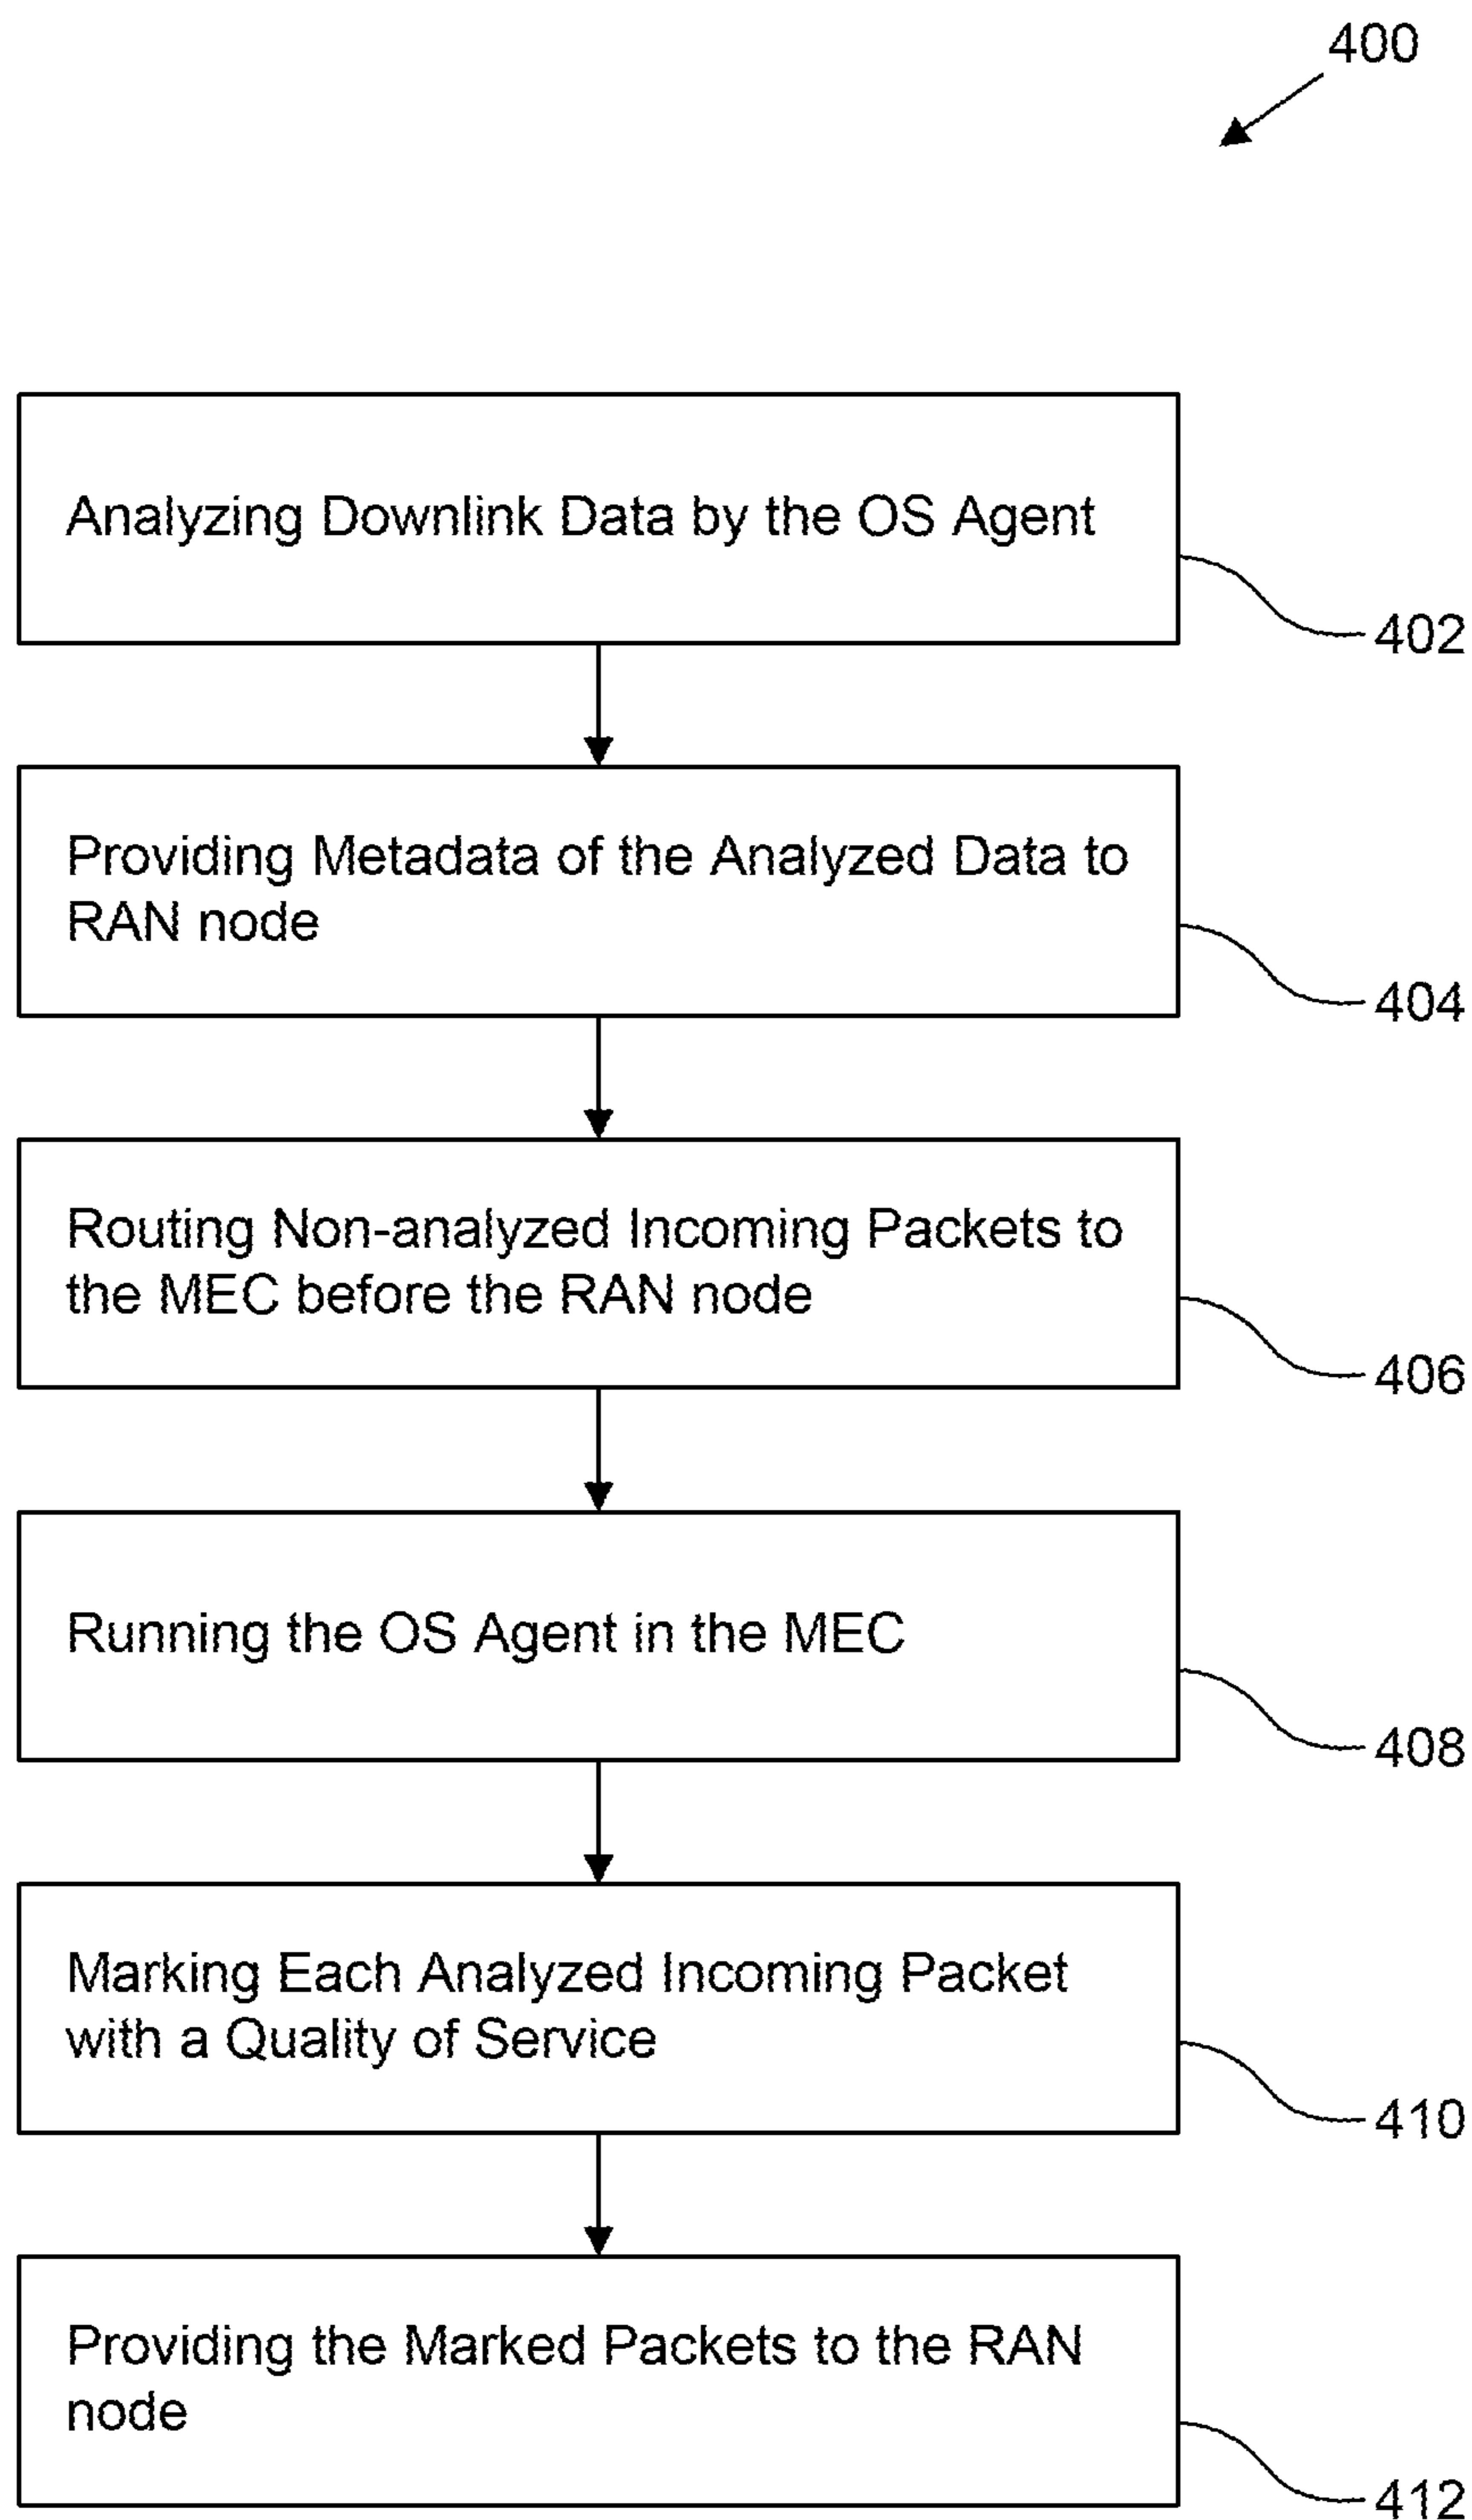 400
Analyzing Downlink Data by the OS Agent
402
Providing Metadata of the Analyzed Data to
RAN node
404
Routing Non-analyzed Incoming Packets to
the MEC before the RAN node
406
Running the OS Agent in the MEC
408
Marking Each Analyzed Incoming Packet
with a Quality of Service
410
Providing the Marked Packets to the RAN
node
412